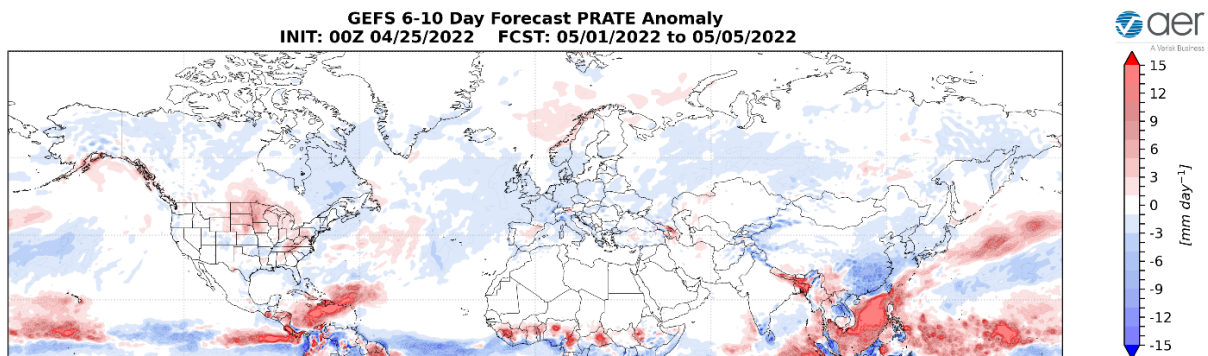 GEFS 6-10 Day Forecast PRATE Anomaly
INIT: 00Z 04/25/2022 FCST: 05/01/2022 to 05/05/2022
aer
A Verisk Business
15
12
9
6
3
0
-3
-6
-9
-12
-15
[mm day⁻¹]